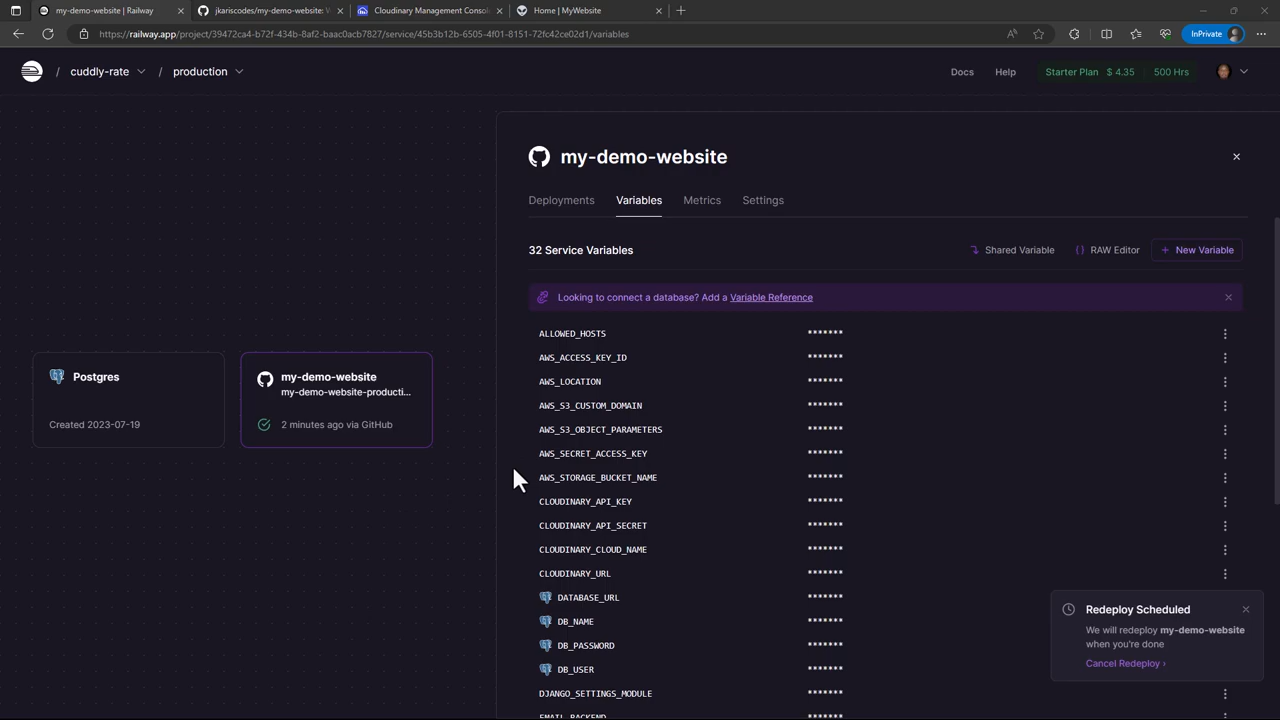 my-demo-website | Railway
jkariscodes/my-demo-website: W
Cloudinary Management Consol
Home | MyWebsite
https://railway.app/project/39472ca4-b72f-434b-8af2-baac0acb7827/service/45b3b12b-6505-4f01-8151-72fc42ce02d1/variables
InPrivate
/ cuddly-rate / production
Docs Help Starter Plan $ 4.35 500 Hrs
my-demo-website
Deployments Variables Metrics Settings
32 Service Variables
Shared Variable {} RAW Editor + New Variable
Looking to connect a database? Add a Variable Reference
ALLOWED_HOSTS *******
AWS_ACCESS_KEY_ID *******
AWS_LOCATION *******
AWS_S3_CUSTOM_DOMAIN *******
AWS_S3_OBJECT_PARAMETERS *******
AWS_SECRET_ACCESS_KEY *******
AWS_STORAGE_BUCKET_NAME *******
CLOUDINARY_API_KEY *******
CLOUDINARY_API_SECRET *******
CLOUDINARY_CLOUD_NAME *******
CLOUDINARY_URL *******
DATABASE_URL *******
DB_NAME *******
DB_PASSWORD *******
DB_USER *******
DJANGO_SETTINGS_MODULE *******
EMAIL_BACKEND *******
Postgres
Created 2023-07-19
my-demo-website
my-demo-website-producti...
2 minutes ago via GitHub
Redeploy Scheduled
We will redeploy my-demo-website
when you're done
Cancel Redeploy ›